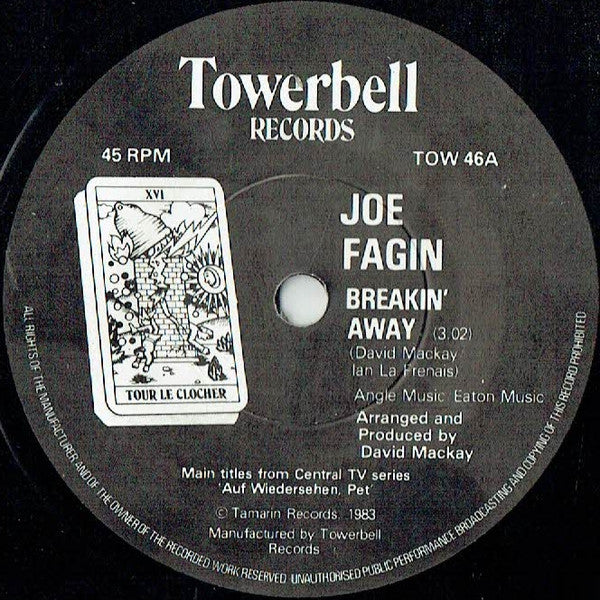 Towerbell
RECORDS
45 RPM
TOW 46A
XVI
TOUR LE CLOCHER
JOE
FAGIN
BREAKIN'
AWAY (3.02)
(David Mackay
Ian La Frenais)
Angle Music Eaton Music
Arranged and
Produced by
David Mackay
Main titles from Central TV series
'Auf Wiedersehen, Pet'
© Tamarin Records. 1983
Manufactured by Towerbell
Records
ALL RIGHTS OF THE MANUFACTURER AND OF THE OWNER OF THE RECORDED WORK RESERVED. UNAUTHORISED PUBLIC PERFORMANCE BROADCASTING AND COPYING OF THIS RECORD PROHIBITED